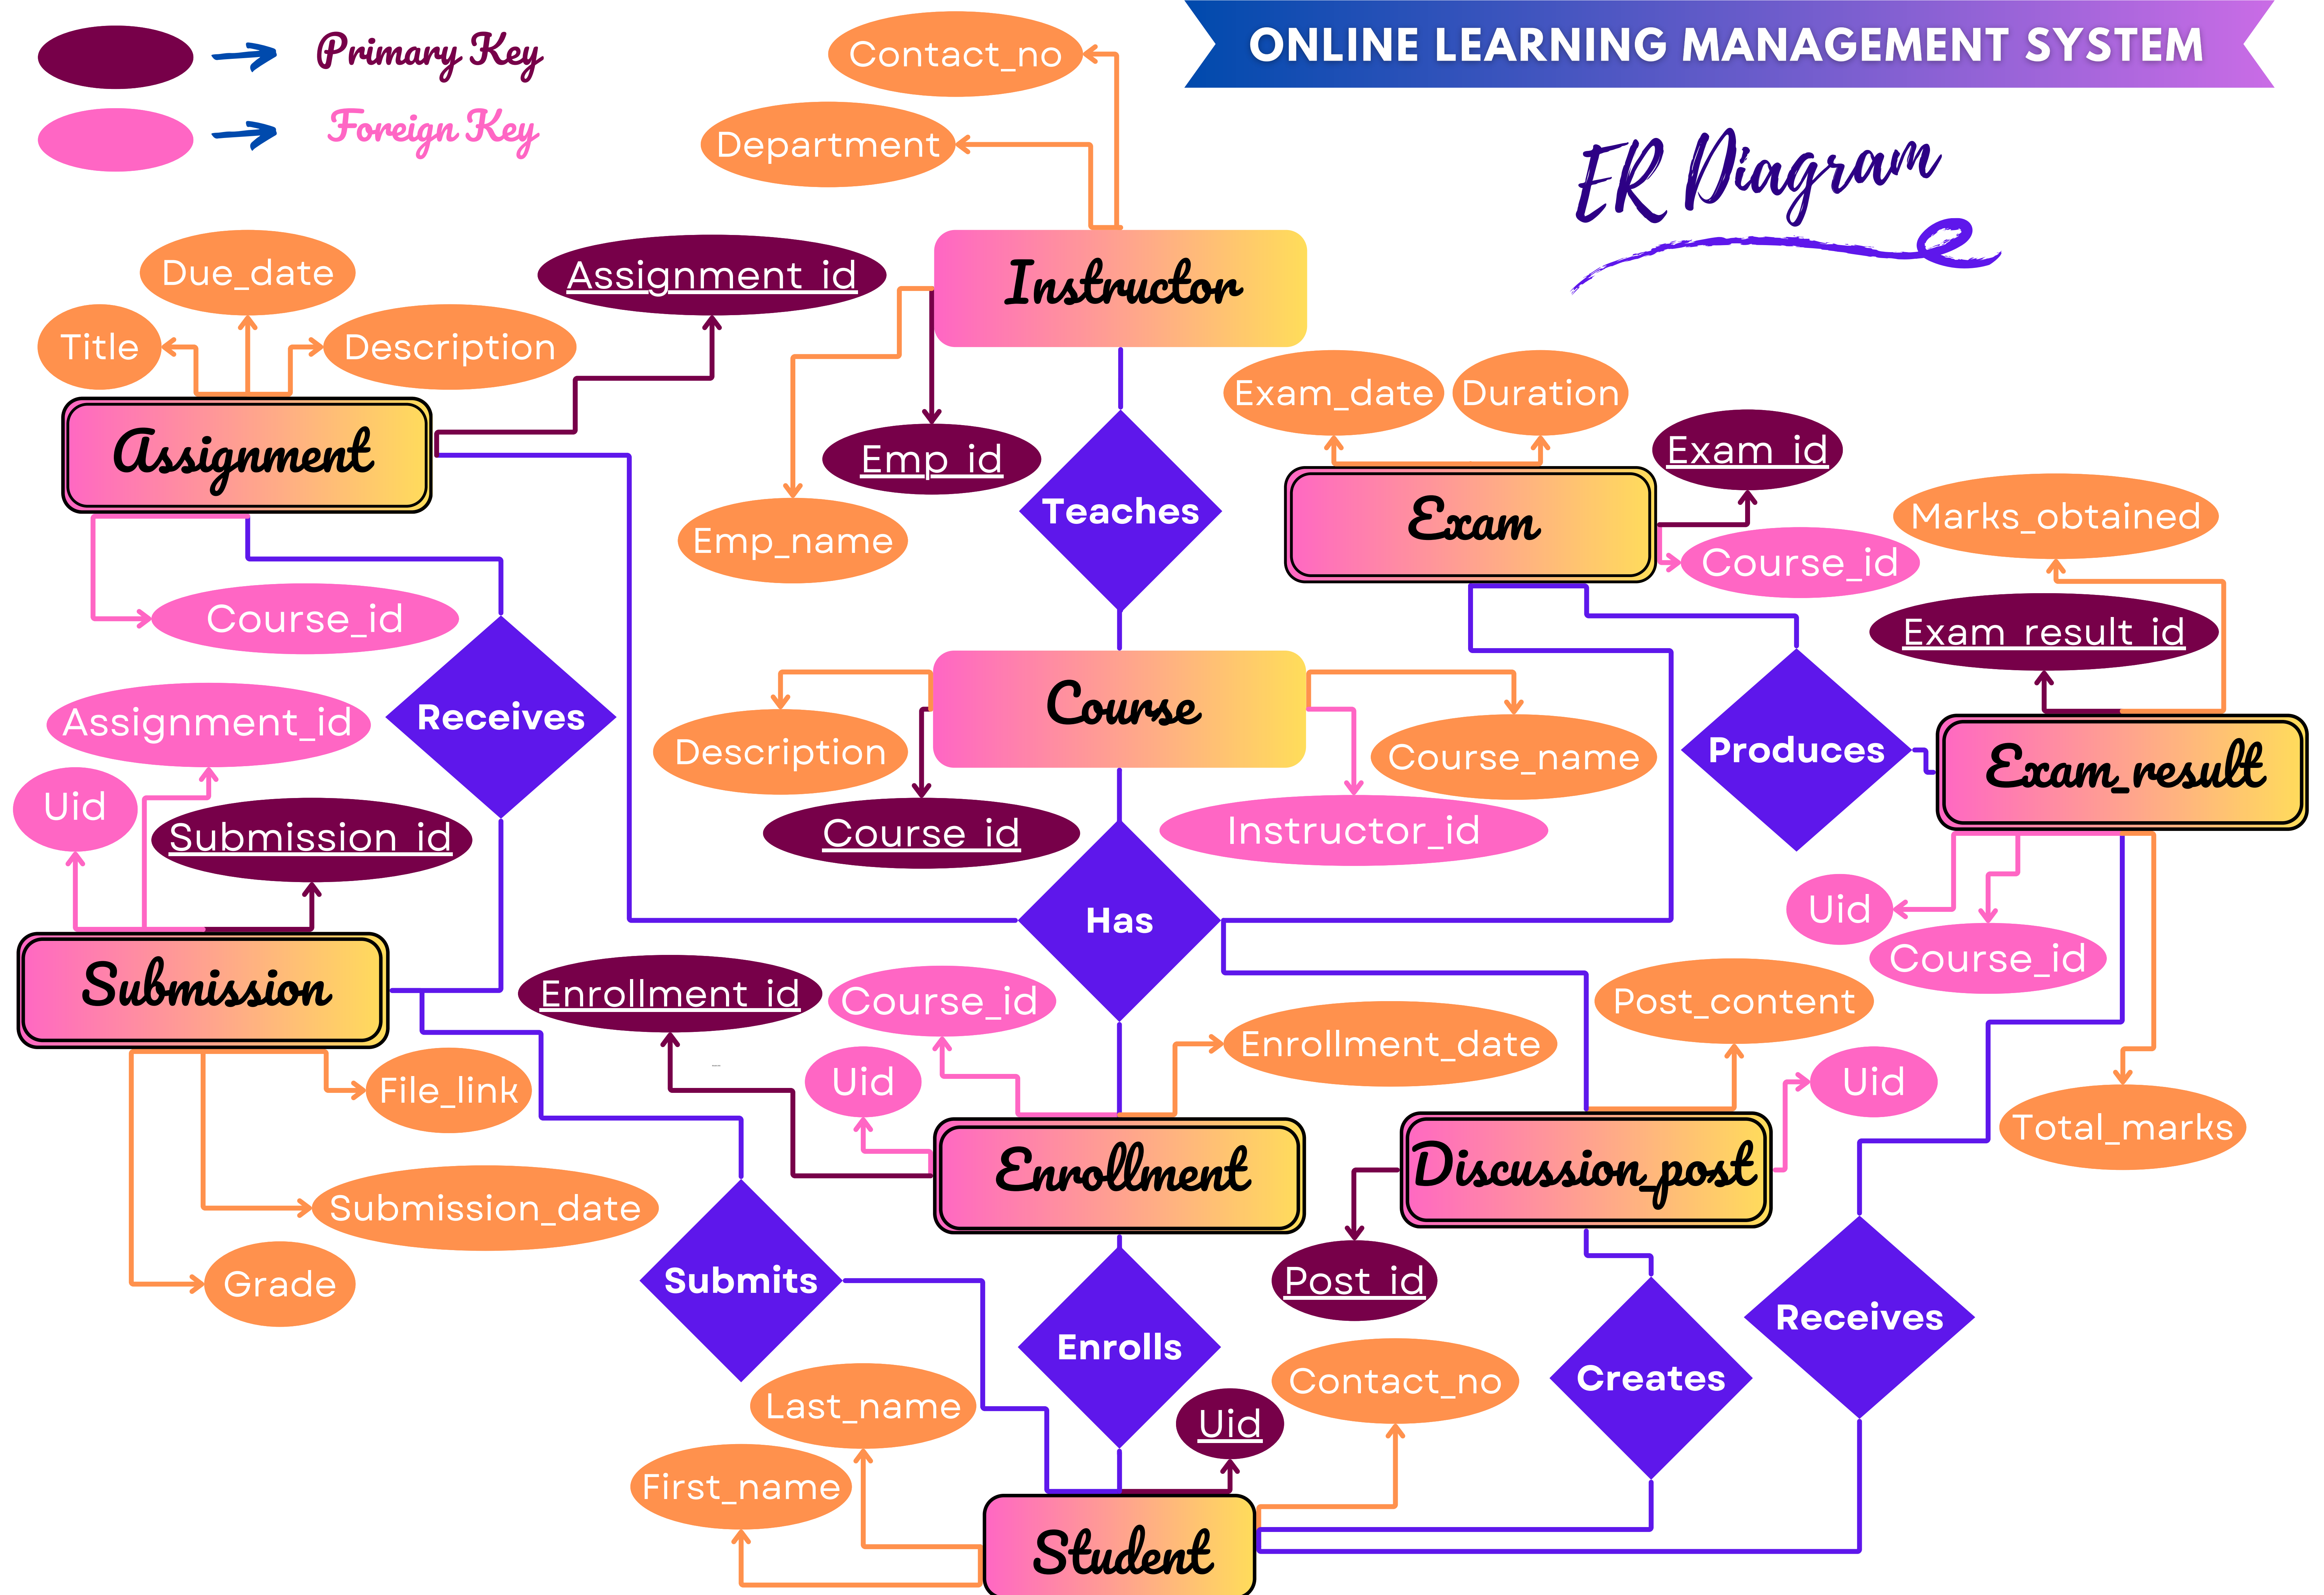 Primary Key
Foreign Key
Contact_no
Department
ONLINE LEARNING MANAGEMENT SYSTEM
ER Diagram
Due_date
Title
Description
Assignment_id
Instructor
Assignment
Emp_id
Emp_name
Teaches
Exam_date
Duration
Exam_id
Exam
Course_id
Marks_obtained
Exam_result_id
Course_id
Receives
Assignment_id
Uid
Submission_id
Course
Description
Course_id
Course_name
Instructor_id
Produces
Exam_result
Has
Uid
Course_id
Submission
Enrollment_id
Course_id
Uid
Enrollment_date
Post_content
Uid
Total_marks
File_link
Submission_date
Grade
Enrollment
Discussion_post
Post_id
Submits
Enrolls
Creates
Receives
Last_name
First_name
Uid
Contact_no
Student